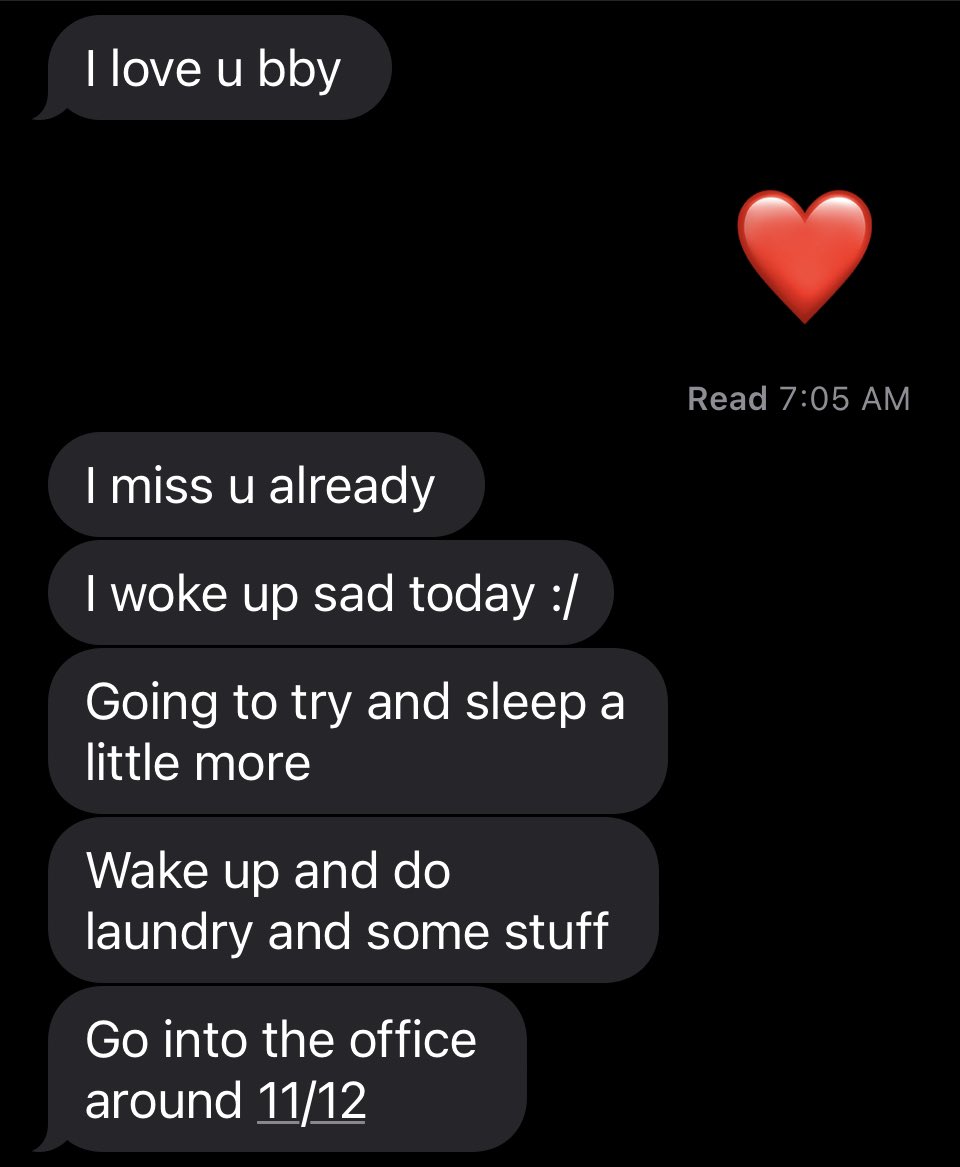 I love u bby
❤️
Read 7:05 AM
I miss u already
I woke up sad today :/
Going to try and sleep a
little more
Wake up and do
laundry and some stuff
Go into the office
around 11/12